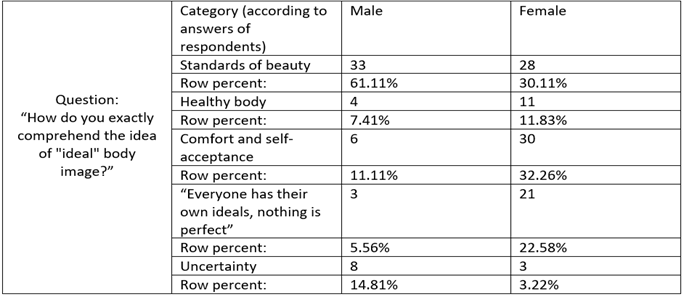 Category (according to Male Female
answers of
respondents)
Standards of beauty 33 28
Row percent: 61.11% 30.11%
Question:
“How do you exactly
comprehend the idea
of "ideal" body
image?”
Healthy body 4 11
Row percent: 7.41% 11.83%
Comfort and self- 6 30
acceptance
Row percent: 11.11% 32.26%
“Everyone has their 3 21
own ideals, nothing is
perfect”
Row percent: 5.56% 22.58%
Uncertainty 8 3
Row percent: 14.81% 3.22%